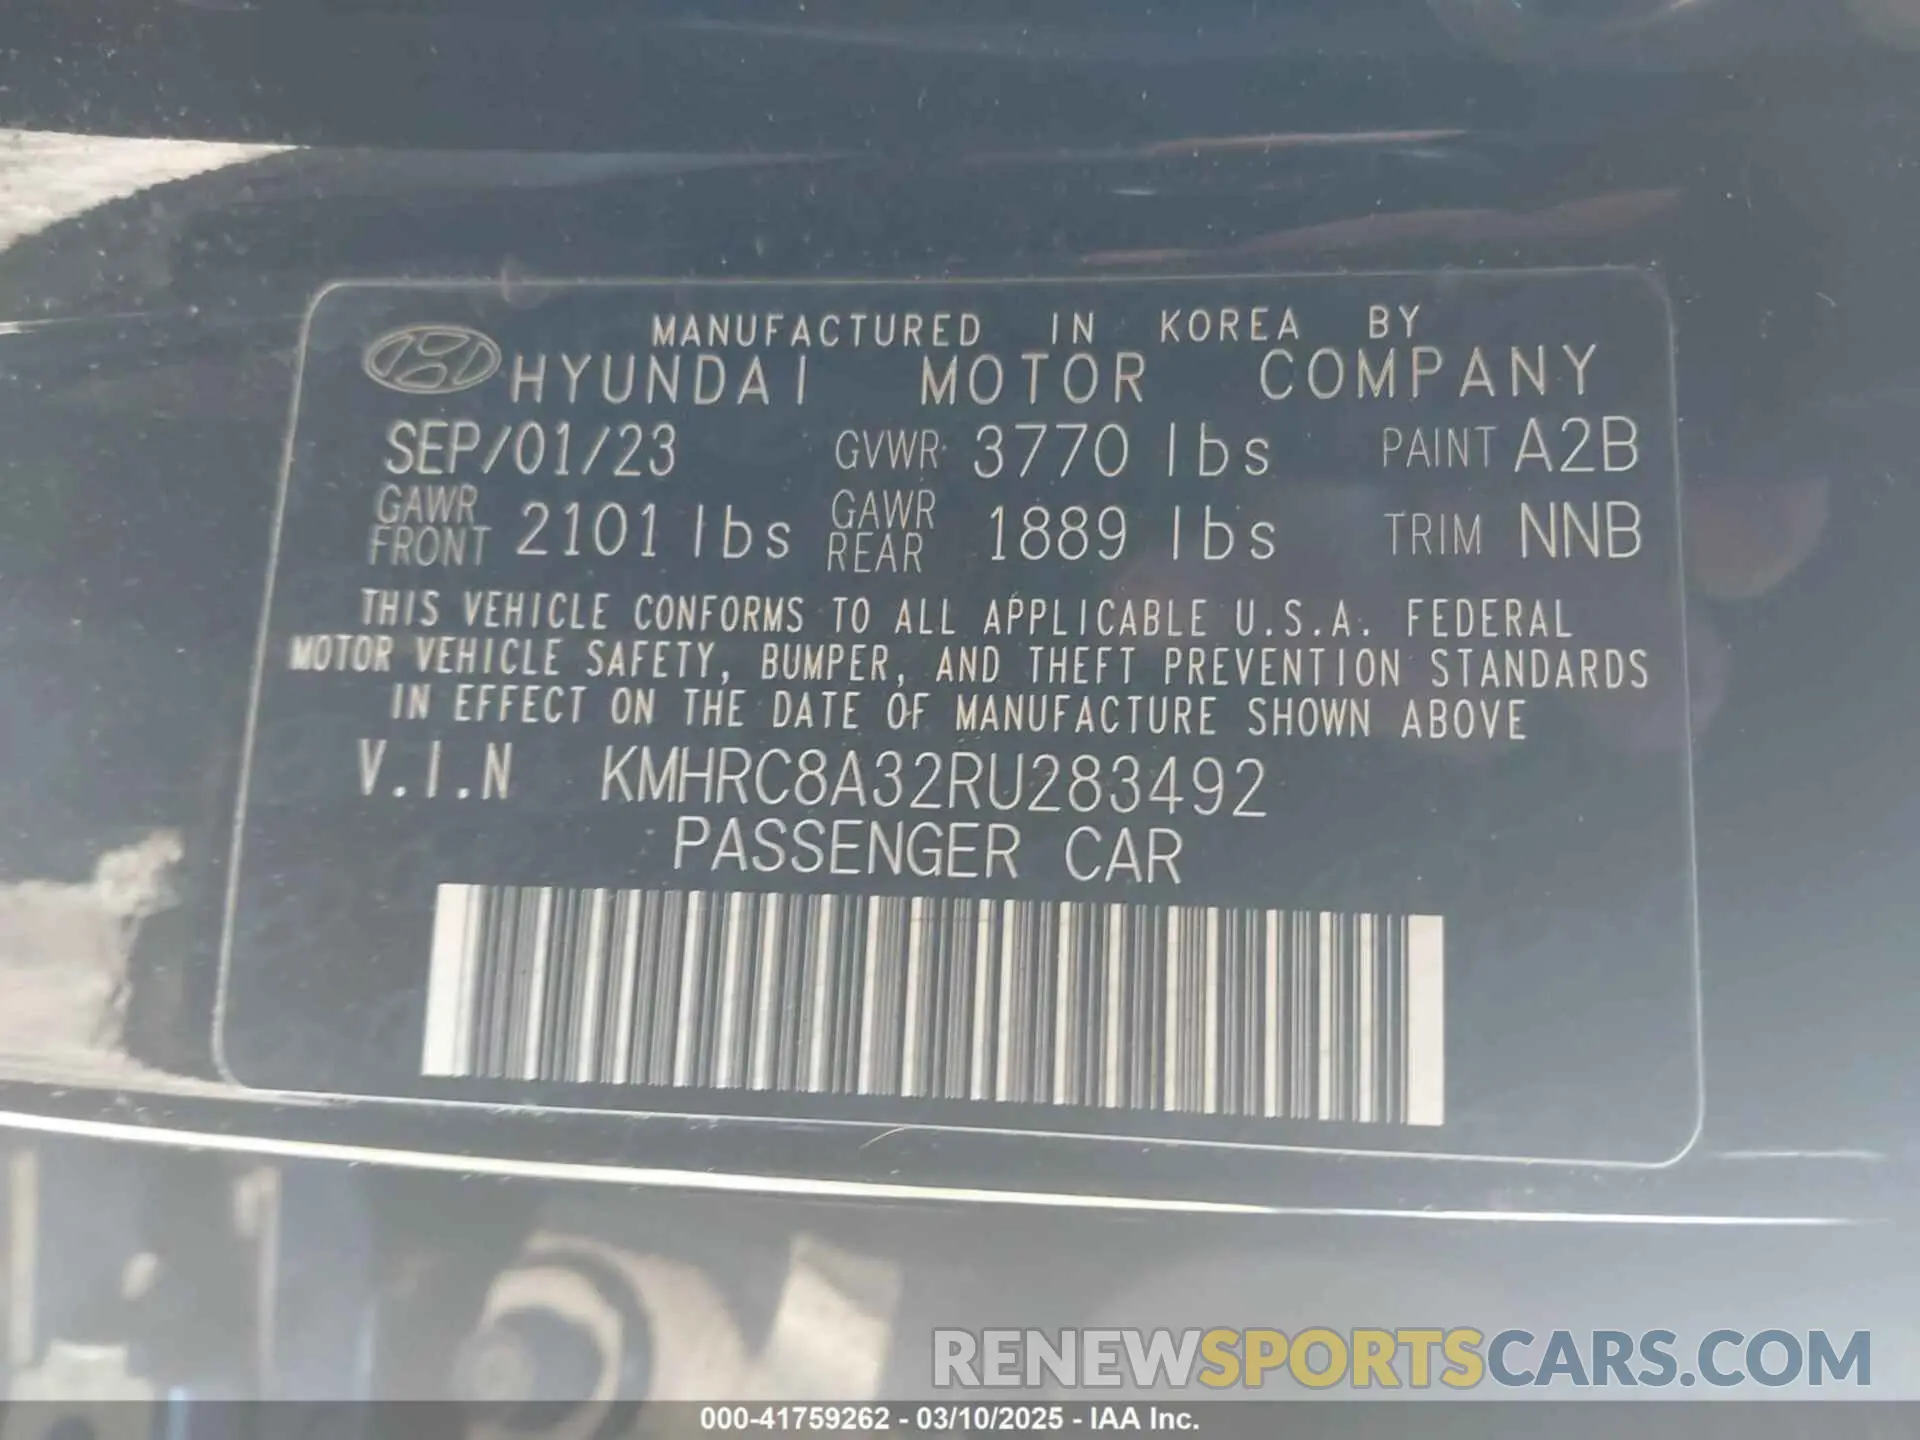 MANUFACTURED IN KOREA BY
HYUNDAI MOTOR COMPANY
SEP/01/23 GVWR 3770 lbs PAINT A2B
GAWR FRONT 2101 lbs GAWR REAR 1889 lbs TRIM NNB
THIS VEHICLE CONFORMS TO ALL APPLICABLE U.S.A. FEDERAL
MOTOR VEHICLE SAFETY, BUMPER, AND THEFT PREVENTION STANDARDS
IN EFFECT ON THE DATE OF MANUFACTURE SHOWN ABOVE
V.I.N KMHRC8A32RU283492
PASSENGER CAR
RENEWSPORTSCARS.COM
000-41759262 - 03/10/2025 - IAA Inc.